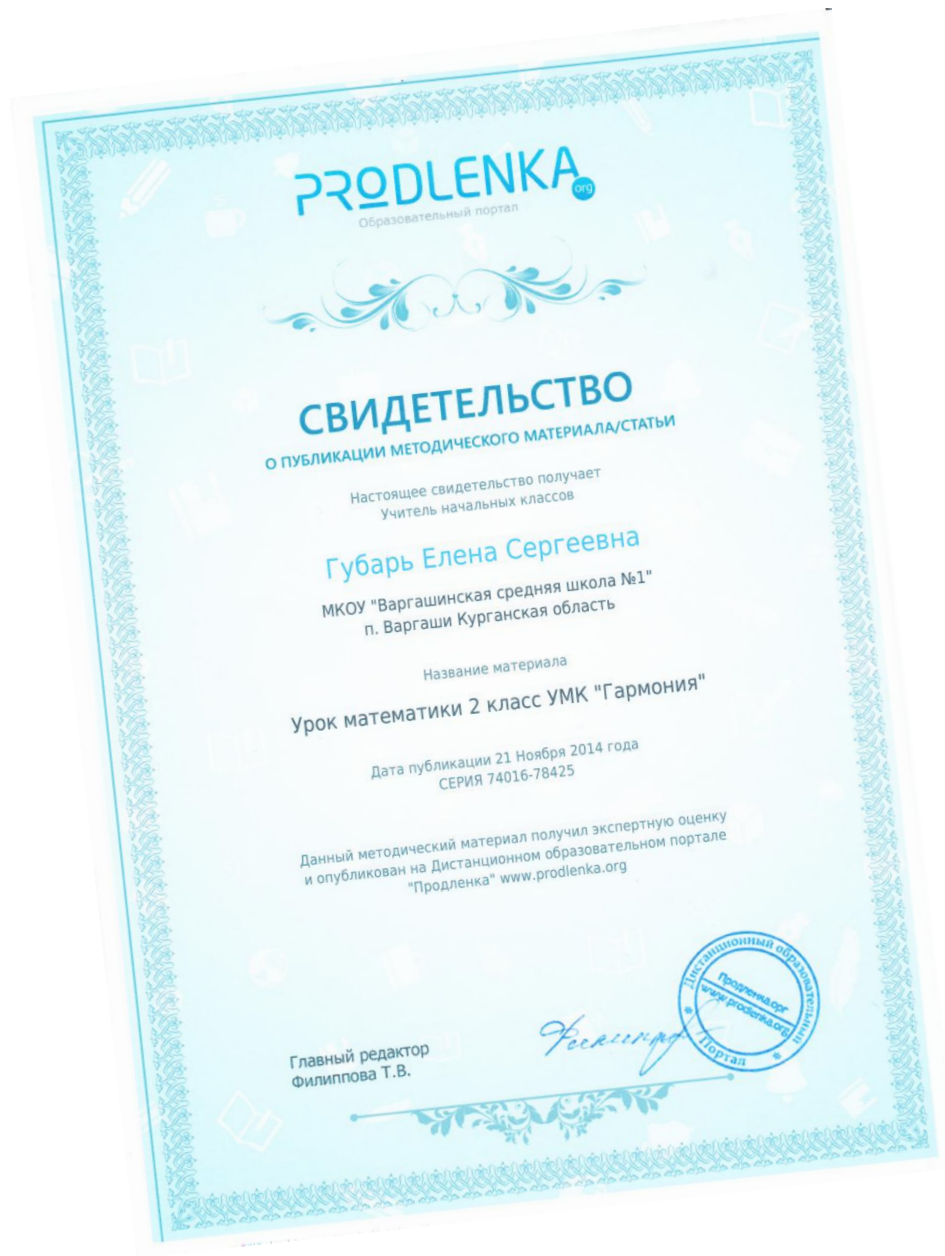 PRODLENKA
org
Образовательный портал
СВИДЕТЕЛЬСТВО
О ПУБЛИКАЦИИ МЕТОДИЧЕСКОГО МАТЕРИАЛА/СТАТЬИ
Настоящее свидетельство получает
Учитель начальных классов
Губарь Елена Сергеевна
МКОУ "Варгашинская средняя школа №1"
п. Варгаши Курганская область
Название материала
Урок математики 2 класс УМК "Гармония"
Дата публикации 21 Ноября 2014 года
СЕРИЯ 74016-78425
Данный методический материал получил экспертную оценку
и опубликован на Дистанционном образовательном портале
"Продленка" www.prodlenka.org
Дистанционный образовательный
Продленка.орг
www.prodlenka.org
Портал
Главный редактор
Филиппова Т.В.